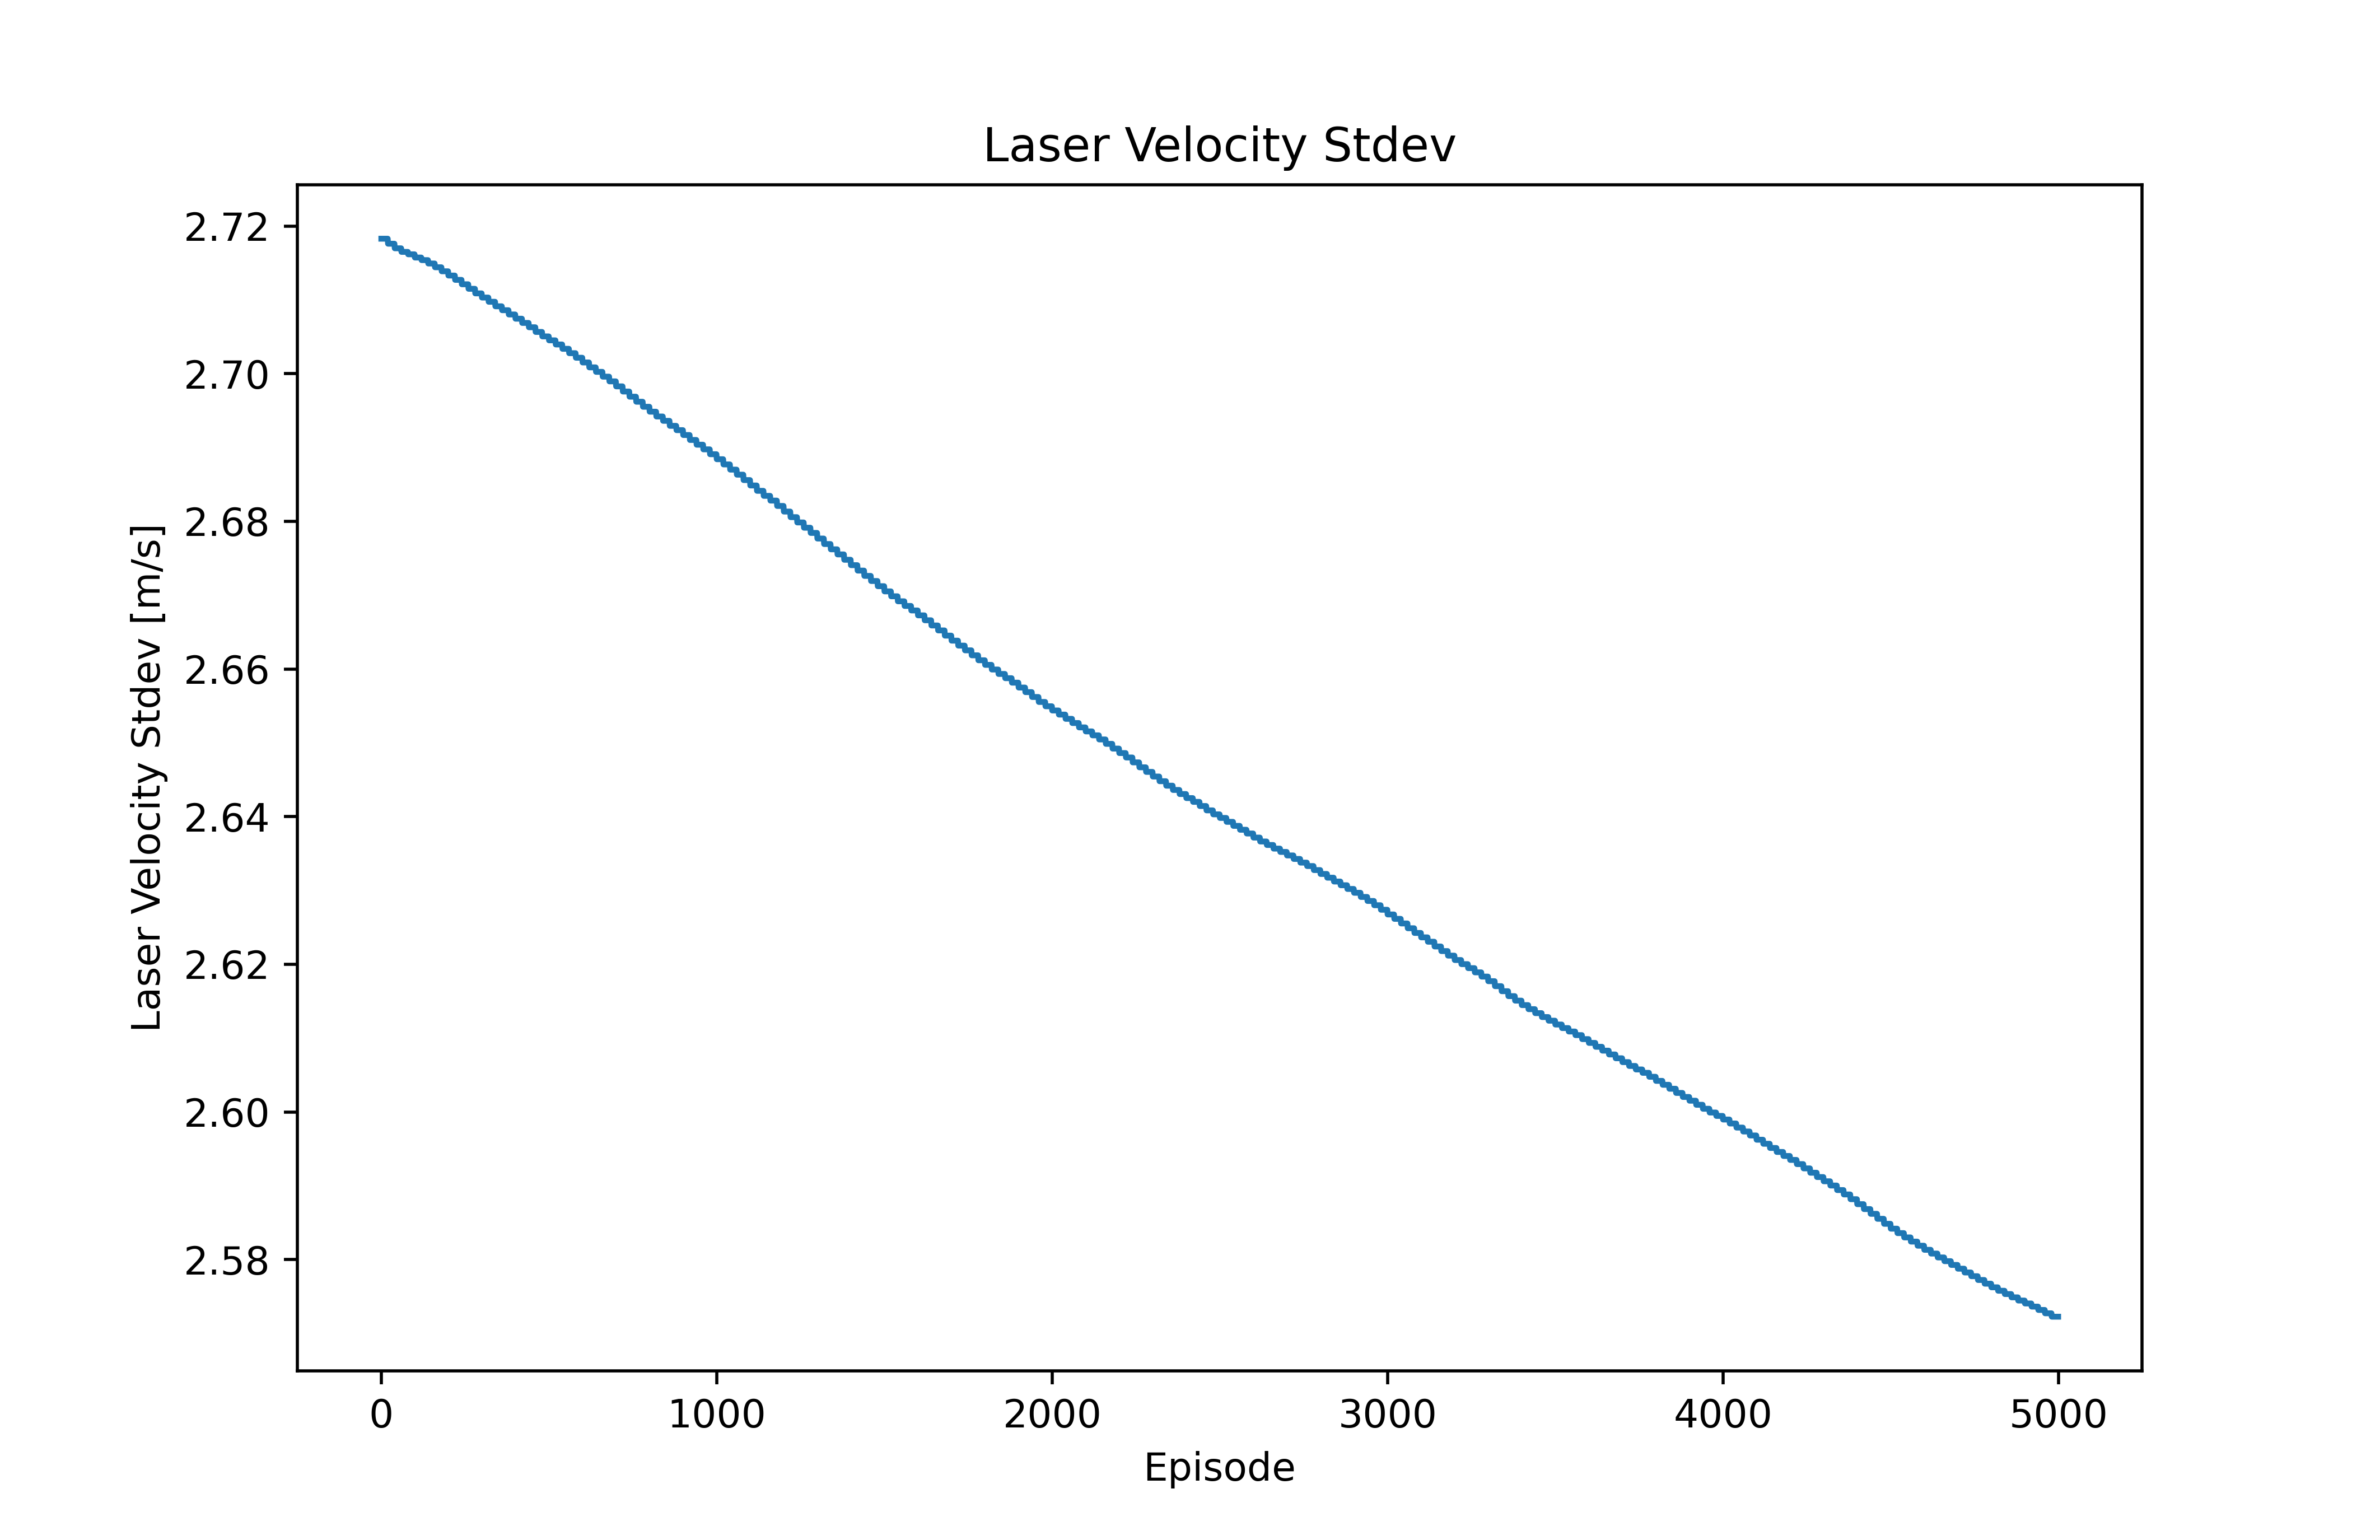 Laser Velocity Stdev
Laser Velocity Stdev [m/s]
2.72
2.70
2.68
2.66
2.64
2.62
2.60
2.58
0 1000 2000 3000 4000 5000
Episode